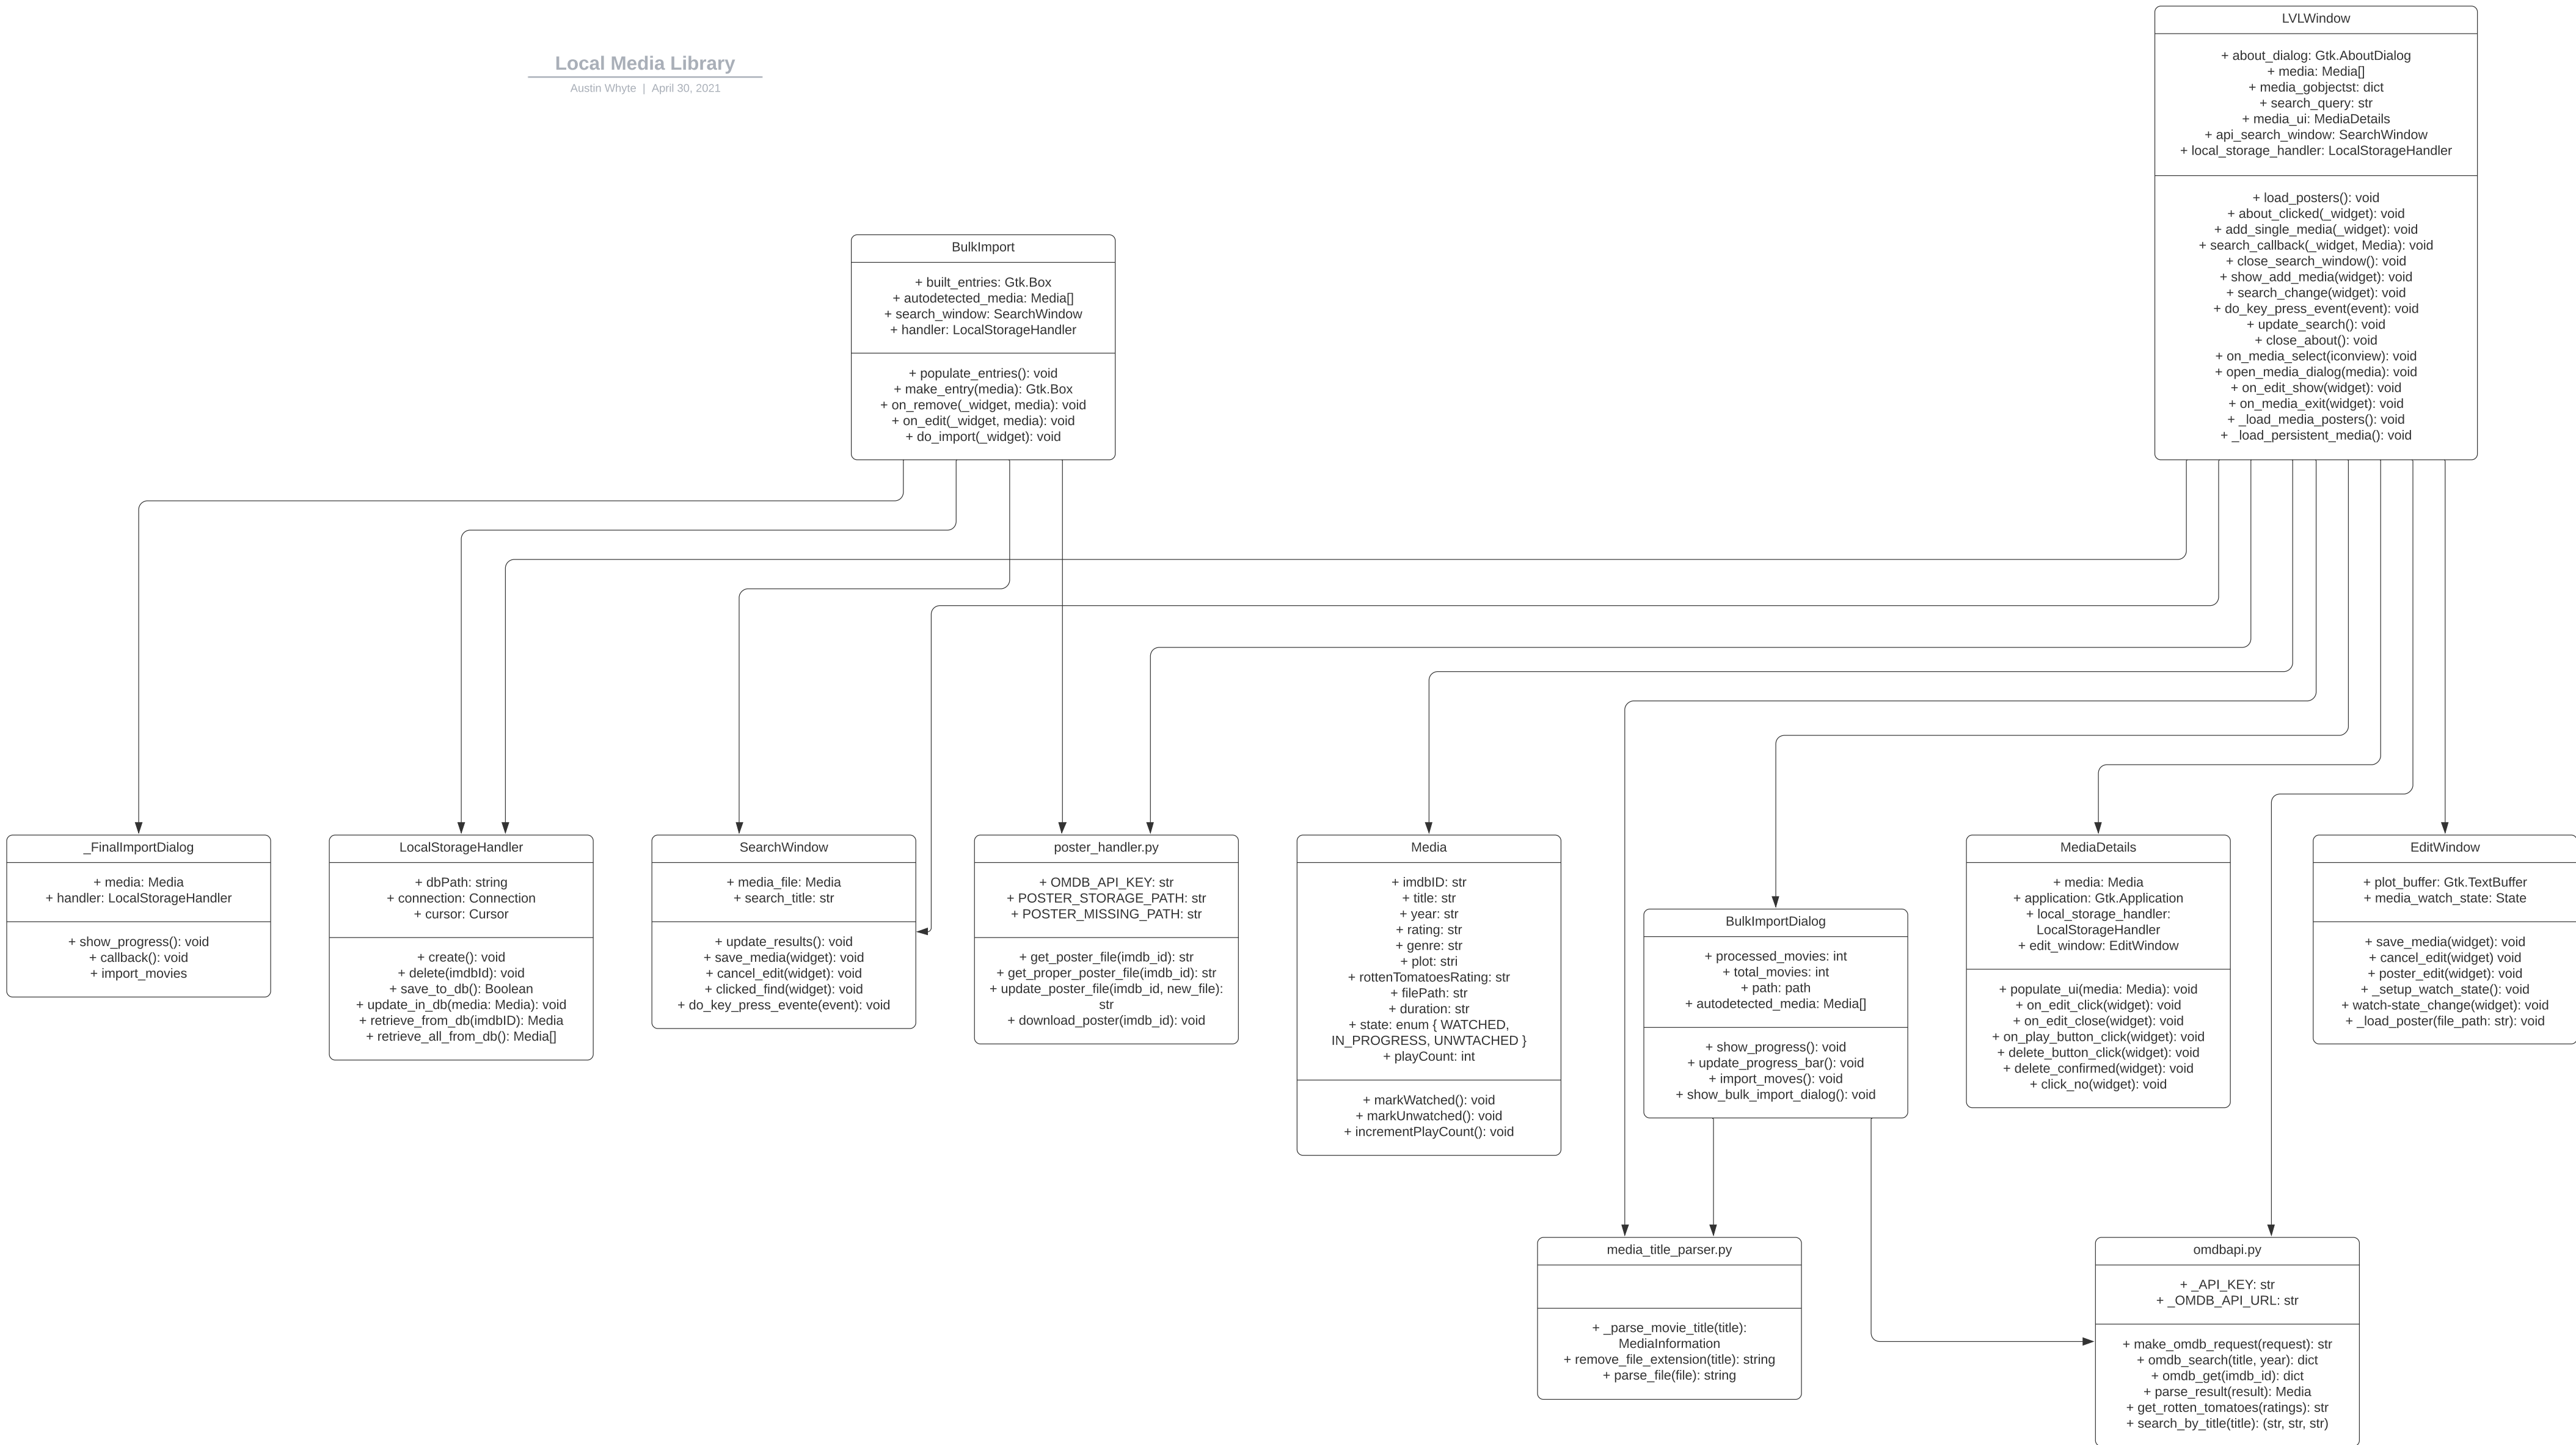 Local Media Library
Austin Whyte | April 30, 2021
LVLWindow
+ about_dialog: Gtk.AboutDialog
+ media: Media[]
+ media_gobjectst: dict
+ search_query: str
+ media_ui: MediaDetails
+ api_search_window: SearchWindow
+ local_storage_handler: LocalStorageHandler
+ load_posters(): void
+ about_clicked(_widget): void
+ add_single_media(_widget): void
+ search_callback(_widget, Media): void
+ close_search_window(): void
+ show_add_media(widget): void
+ search_change(widget): void
+ do_key_press_event(event): void
+ update_search(): void
+ close_about(): void
+ on_media_select(iconview): void
+ open_media_dialog(media): void
+ on_edit_show(widget): void
+ on_media_exit(widget): void
+ _load_media_posters(): void
+ _load_persistent_media(): void
BulkImport
+ built_entries: Gtk.Box
+ autodetected_media: Media[]
+ search_window: SearchWindow
+ handler: LocalStorageHandler
+ populate_entries(): void
+ make_entry(media): Gtk.Box
+ on_remove(_widget, media): void
+ on_edit(_widget, media): void
+ do_import(_widget): void
_FinalImportDialog
+ media: Media
+ handler: LocalStorageHandler
+ show_progress(): void
+ callback(): void
+ import_movies
LocalStorageHandler
+ dbPath: string
+ connection: Connection
+ cursor: Cursor
+ create(): void
+ delete(imdbId): void
+ save_to_db(): Boolean
+ update_in_db(media: Media): void
+ retrieve_from_db(imdbID): Media
+ retrieve_all_from_db(): Media[]
SearchWindow
+ media_file: Media
+ search_title: str
+ update_results(): void
+ save_media(widget): void
+ cancel_edit(widget): void
+ clicked_find(widget): void
+ do_key_press_evente(event): void
poster_handler.py
+ OMDB_API_KEY: str
+ POSTER_STORAGE_PATH: str
+ POSTER_MISSING_PATH: str
+ get_poster_file(imdb_id): str
+ get_proper_poster_file(imdb_id): str
+ update_poster_file(imdb_id, new_file):
str
+ download_poster(imdb_id): void
Media
+ imdbID: str
+ title: str
+ year: str
+ rating: str
+ genre: str
+ plot: stri
+ rottenTomatoesRating: str
+ filePath: str
+ duration: str
+ state: enum { WATCHED,
IN_PROGRESS, UNWTACHED }
+ playCount: int
+ markWatched(): void
+ markUnwatched(): void
+ incrementPlayCount(): void
BulkImportDialog
+ processed_movies: int
+ total_movies: int
+ path: path
+ autodetected_media: Media[]
+ show_progress(): void
+ update_progress_bar(): void
+ import_moves(): void
+ show_bulk_import_dialog(): void
MediaDetails
+ media: Media
+ application: Gtk.Application
+ local_storage_handler:
LocalStorageHandler
+ edit_window: EditWindow
+ populate_ui(media: Media): void
+ on_edit_click(widget): void
+ on_edit_close(widget): void
+ on_play_button_click(widget): void
+ delete_button_click(widget): void
+ delete_confirmed(widget): void
+ click_no(widget): void
EditWindow
+ plot_buffer: Gtk.TextBuffer
+ media_watch_state: State
+ save_media(widget): void
+ cancel_edit(widget) void
+ poster_edit(widget): void
+ _setup_watch_state(): void
+ watch-state_change(widget): void
+ _load_poster(file_path: str): void
media_title_parser.py
+ _parse_movie_title(title):
MediaInformation
+ remove_file_extension(title): string
+ parse_file(file): string
omdbapi.py
+ _API_KEY: str
+ _OMDB_API_URL: str
+ make_omdb_request(request): str
+ omdb_search(title, year): dict
+ omdb_get(imdb_id): dict
+ parse_result(result): Media
+ get_rotten_tomatoes(ratings): str
+ search_by_title(title): (str, str, str)